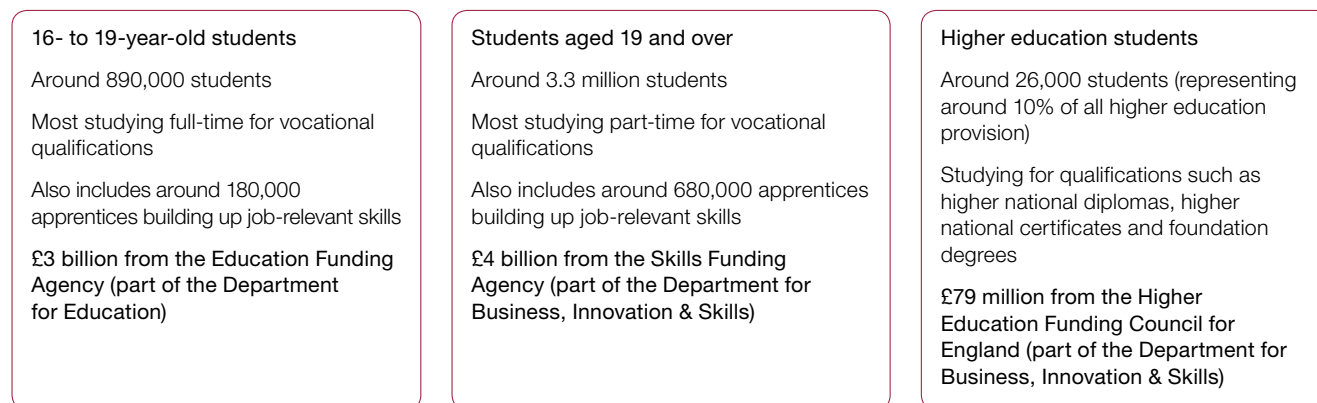 16- to 19-year-old students
Around 890,000 students
Most studying full-time for vocational
qualifications
Also includes around 180,000
apprentices building up job-relevant skills
£3 billion from the Education Funding
Agency (part of the Department
for Education)
Students aged 19 and over
Around 3.3 million students
Most studying part-time for vocational
qualifications
Also includes around 680,000 apprentices
building up job-relevant skills
£4 billion from the Skills Funding
Agency (part of the Department for
Business, Innovation & Skills)
Higher education students
Around 26,000 students (representing
around 10% of all higher education
provision)
Studying for qualifications such as
higher national diplomas, higher
national certificates and foundation
degrees
£79 million from the Higher
Education Funding Council for
England (part of the Department for
Business, Innovation & Skills)